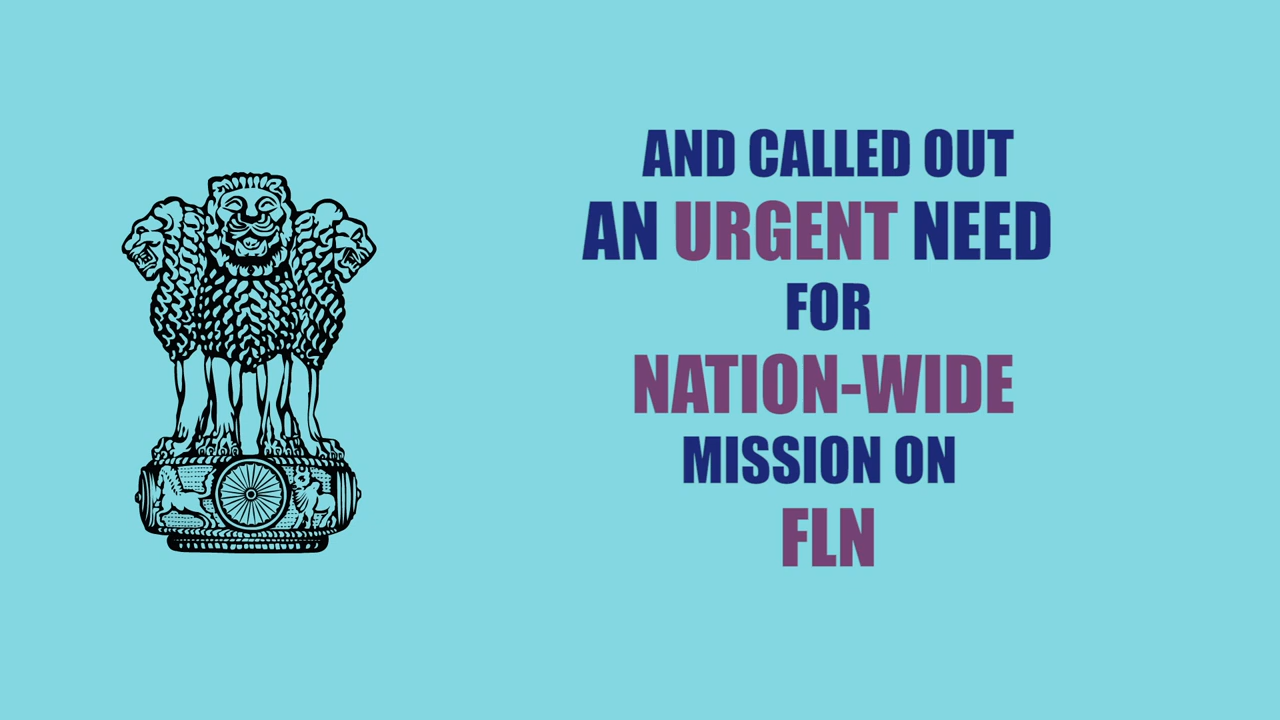 AND CALLED OUT
AN URGENT NEED
FOR
NATION-WIDE
MISSION ON
FLN